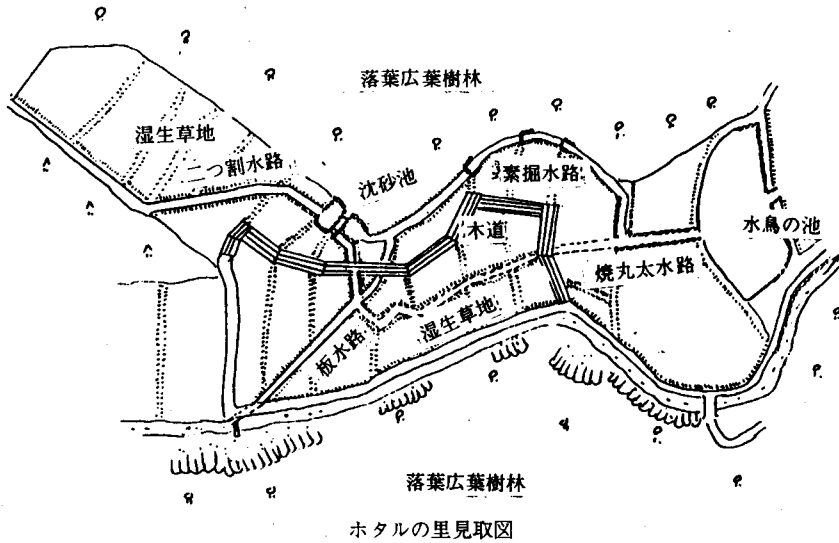 落葉広葉樹林
湿生草地
二つ割水路
沈砂池
素掘水路
水鳥の池
木道
焼丸太水路
湿生草地
板水路
落葉広葉樹林
ホタルの里見取図